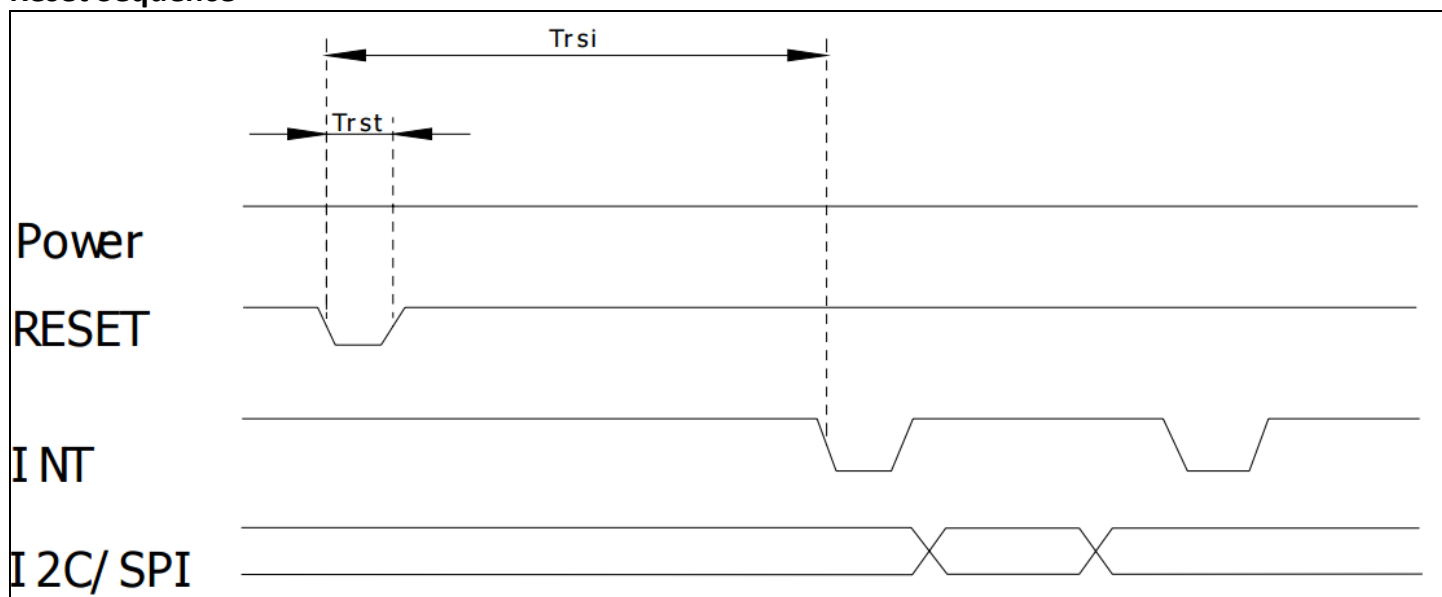 Reset Sequence
Trsi
Trst
Power
RESET
INT
I2C/SPI